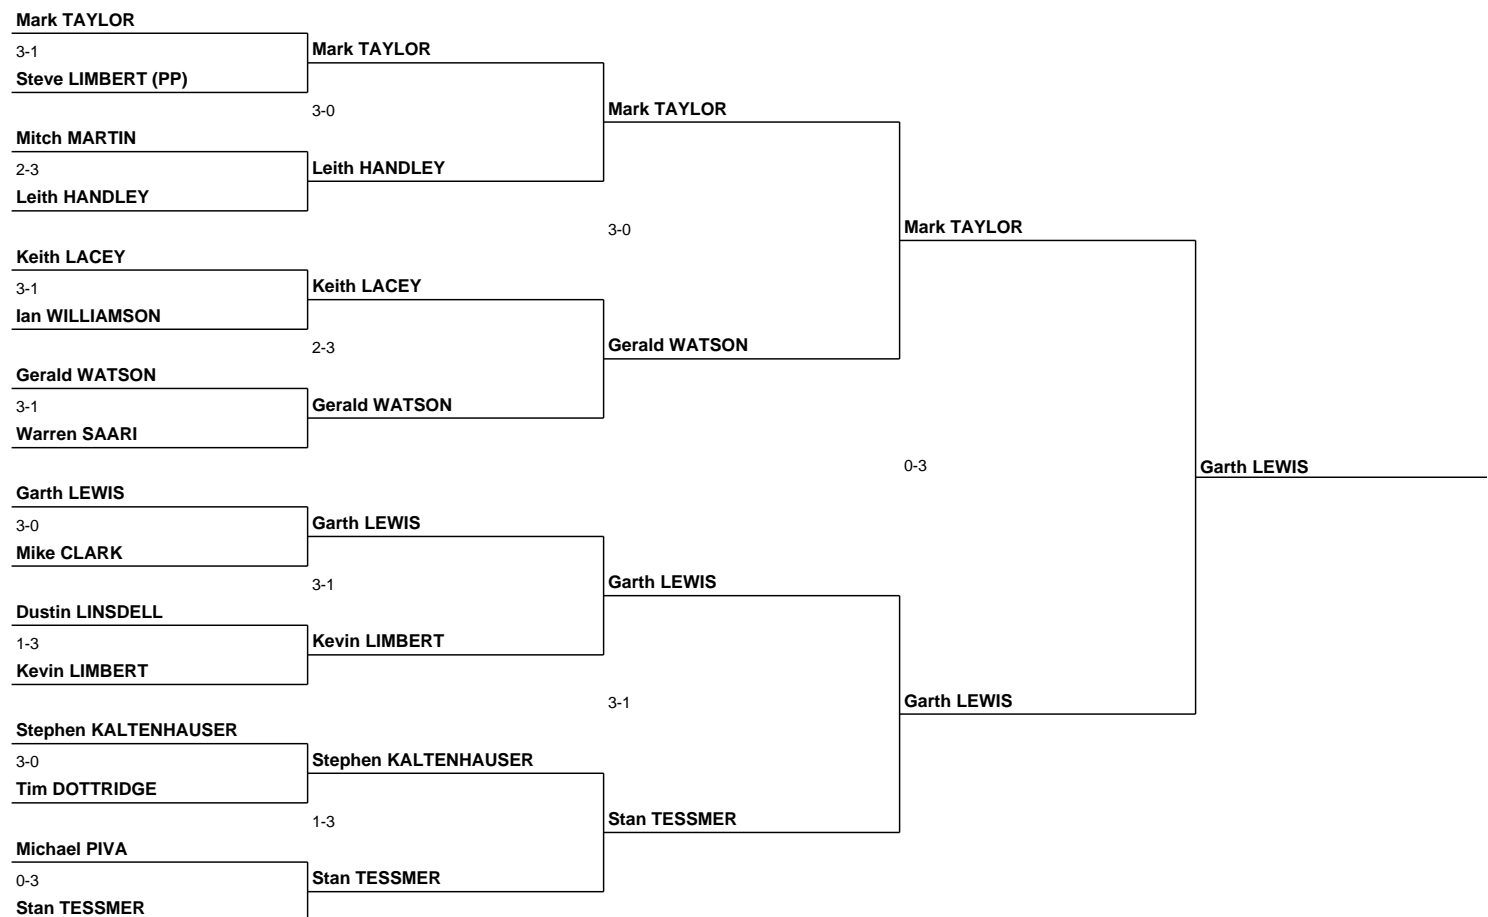 Mark TAYLOR
3-1
Mark TAYLOR
Steve LIMBERT (PP)
3-0
Mark TAYLOR
Mitch MARTIN
2-3
Leith HANDLEY
Leith HANDLEY
3-0
Mark TAYLOR
Keith LACEY
3-1
Keith LACEY
Ian WILLIAMSON
2-3
Gerald WATSON
Gerald WATSON
3-1
Gerald WATSON
Warren SAARI
0-3
Garth LEWIS
Garth LEWIS
3-0
Garth LEWIS
Mike CLARK
3-1
Garth LEWIS
Dustin LINSDELL
1-3
Kevin LIMBERT
Kevin LIMBERT
3-1
Garth LEWIS
Stephen KALTENHAUSER
3-0
Stephen KALTENHAUSER
Tim DOTTRIDGE
1-3
Stan TESSMER
Michael PIVA
0-3
Stan TESSMER
Stan TESSMER